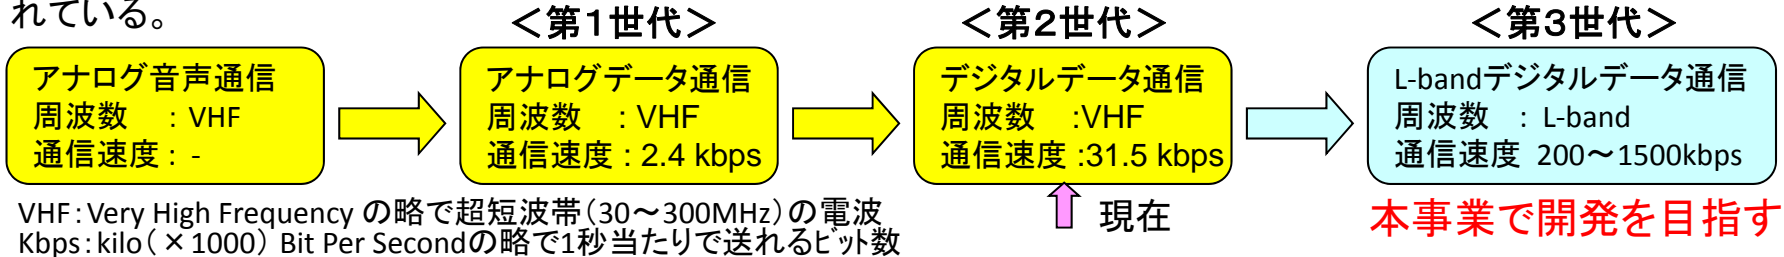 れている。
＜第１世代＞
＜第２世代＞
＜第３世代＞
アナログ音声通信
周波数　：VHF
通信速度：-
アナログデータ通信
周波数　：VHF
通信速度：2.4 kbps
デジタルデータ通信
周波数　:VHF
通信速度:31.5 kbps
L-bandデジタルデータ通信
周波数　：L-band
通信速度 200～1500kbps
現在
本事業で開発を目指す
VHF：Very High Frequency の略で超短波帯（30～300MHz）の電波
Kbps：kilo（×1000） Bit Per Secondの略で1秒当たりで送れるﾋﾞｯﾄ数